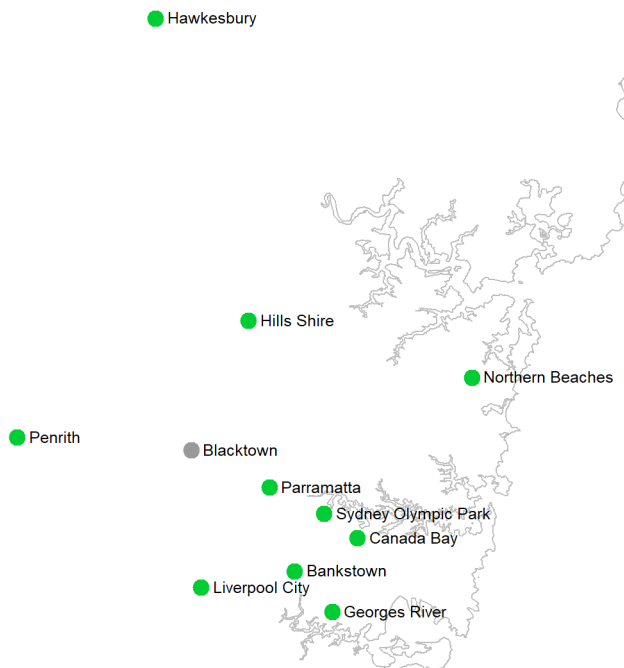 Hawkesbury
Hills Shire
Northern Beaches
Penrith
Blacktown
Parramatta
Sydney Olympic Park
Canada Bay
Bankstown
Liverpool City
Georges River